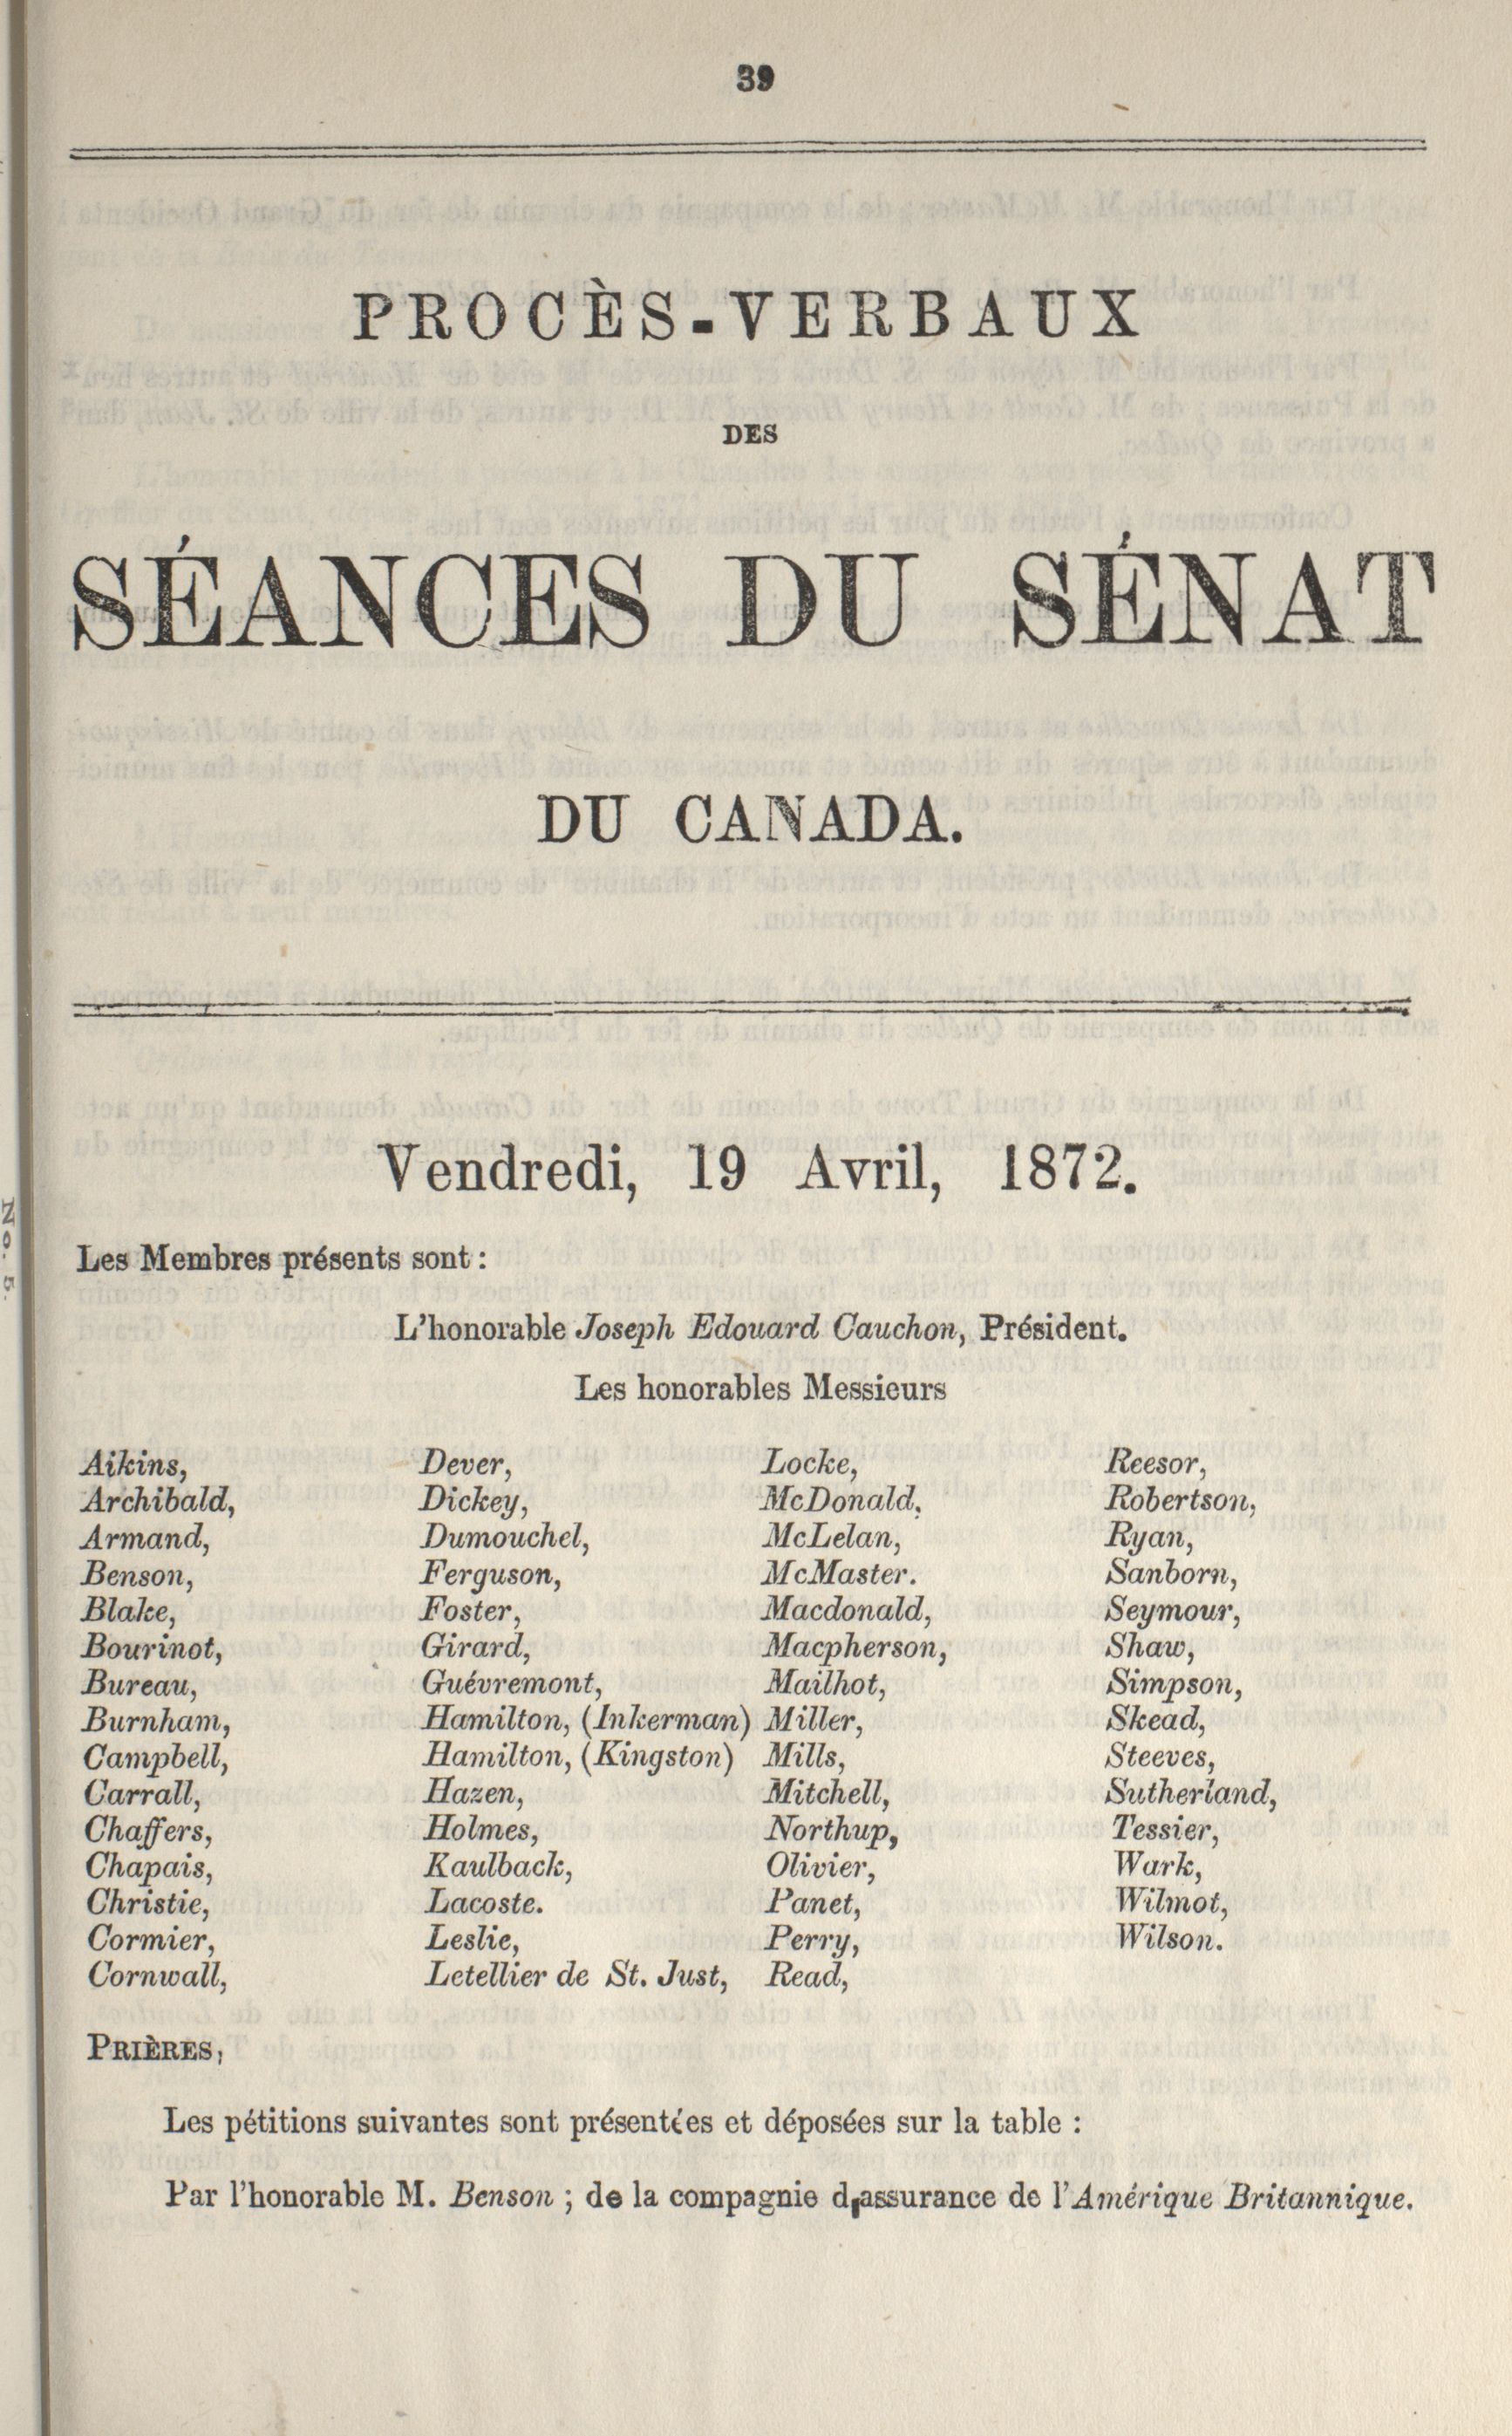 39
PROCÈS-VERBAUX
DES
SÉANCES DU SÉNAT
DU CANADA.
Vendredi, 19 Avril, 1872.
No. 5.
Les Membres présents sont :
L'honorable Joseph Edouard Cauchon, Président.
Les honorables Messieurs
Aikins,
Archibald,
Armand,
Benson,
Blake,
Bourinot,
Bureau,
Burnham,
Campbell,
Carrall,
Chaffers,
Chapais,
Christie,
Cormier,
Cornwall,
Dever,
Dickey,
Dumouchel,
Ferguson,
Foster,
Girard,
Guévremont,
Hamilton, (Inkerman)
Hamilton, (Kingston)
Hazen,
Holmes,
Kaulback,
Lacoste.
Leslie,
Letellier de St. Just,
Locke,
McDonald,
McLelan,
McMaster.
Macdonald,
Macpherson,
Mailhot,
Miller,
Mills,
Mitchell,
Northup,
Olivier,
Panet,
Perry,
Read,
Reesor,
Robertson,
Ryan,
Sanborn,
Seymour,
Shaw,
Simpson,
Skead,
Steeves,
Sutherland,
Tessier,
Wark,
Wilmot,
Wilson.
PRIÈRES,
Les pétitions suivantes sont présentées et déposées sur la table :
Par l'honorable M. Benson ; de la compagnie d,assurance de l'Amérique Britannique.